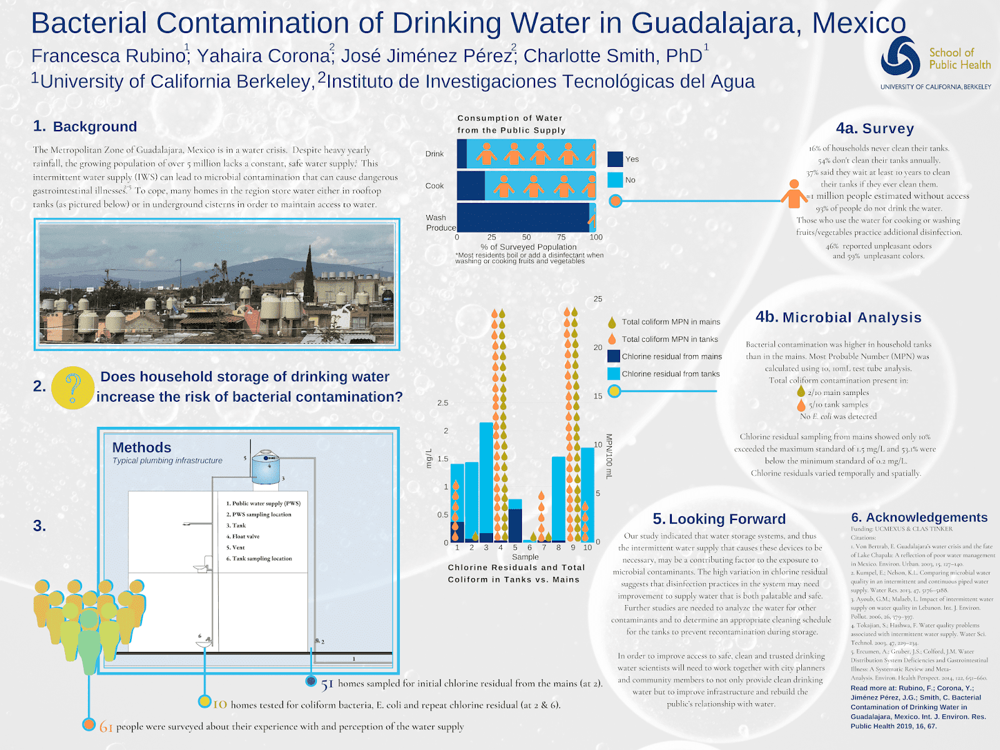 Bacterial Contamination of Drinking Water in Guadalajara, Mexico
Francesca Rubino¹; Yahaira Corona²; José Jiménez Pérez²; Charlotte Smith, PhD¹
¹University of California Berkeley, ²Instituto de Investigaciones Tecnológicas del Agua
School of
Public Health
UNIVERSITY OF CALIFORNIA, BERKELEY
1. Background
The Metropolitan Zone of Guadalajara, Mexico is in a water crisis. Despite heavy yearly
rainfall, the growing population of over 5 million lacks a constant, safe water supply.¹ This
intermittent water supply (IWS) can lead to microbial contamination that can cause dangerous
gastrointestinal illnesses.²⁻⁵ To cope, many homes in the region store water either in rooftop
tanks (as pictured below) or in underground cisterns in order to maintain access to water.
2. ?
Does household storage of drinking water
increase the risk of bacterial contamination?
3.
Methods
Typical plumbing infrastructure
5
4
3
1. Public water supply (PWS)
2. PWS sampling location
3. Tank
4. Float valve
5. Vent
6. Tank sampling location
6
2
1
51 homes sampled for initial chlorine residual from the mains (at 2).
10 homes tested for coliform bacteria, E. coli and repeat chlorine residual (at 2 & 6).
61 people were surveyed about their experience with and perception of the water supply
Consumption of Water
from the Public Supply
Drink
Cook
Wash
Produce
0 25 50 75 100
% of Surveyed Population
*Most residents boil or add a disinfectant when
washing or cooking fruits and vegetables
Yes
No
25
20
15
10
5
0
MPN/100 mL
2.5
2
1.5
1
0.5
0
mg/L
1 2 3 4 5 6 7 8 9 10
Sample
Chlorine Residuals and Total
Coliform in Tanks vs. Mains
Total coliform MPN in mains
Total coliform MPN in tanks
Chlorine residual from mains
Chlorine residual from tanks
4a. Survey
16% of households never clean their tanks.
54% don't clean their tanks annually.
37% said they wait at least 10 years to clean
their tanks if they ever clean them.
≈1 million people estimated without access
93% of people do not drink the water.
Those who use the water for cooking or washing
fruits/vegetables practice additional disinfection.
46% reported unpleasant odors
and 59% unpleasant colors.
4b. Microbial Analysis
Bacterial contamination was higher in household tanks
than in the mains. Most Probable Number (MPN) was
calculated using 10, 10mL test tube analysis.
Total coliform contamination present in:
2/10 main samples
5/10 tank samples
No E. coli was detected
Chlorine residual sampling from mains showed only 10%
exceeded the maximum standard of 1.5 mg/L and 53.1% were
below the minimum standard of 0.2 mg/L.
Chlorine residuals varied temporally and spatially.
5. Looking Forward
Our study indicated that water storage systems, and thus
the intermittent water supply that causes these devices to be
necessary, may be a contributing factor to the exposure to
microbial contaminants. The high variation in chlorine residual
suggests that disinfection practices in the system may need
improvement to supply water that is both palatable and safe.
Further studies are needed to analyze the water for other
contaminants and to determine an appropriate cleaning schedule
for the tanks to prevent recontamination during storage.
In order to improve access to safe, clean and trusted drinking
water scientists will need to work together with city planners
and community members to not only provide clean drinking
water but to improve infrastructure and rebuild the
public's relationship with water.
6. Acknowledgements
Funding: UCMEXUS & CLAS TINKER
Citations:
1. Von Bertrab, E. Guadalajara's water crisis and the fate
of Lake Chapala: A reflection of poor water management
in Mexico. Environ. Urban. 2003, 15, 127–140.
2. Kumpel, E.; Nelson, K.L. Comparing microbial water
quality in an intermittent and continuous piped water
supply. Water Res. 2013, 47, 5176–5188.
3. Ayoub, G.M.; Malaeb, L. Impact of intermittent water
supply on water quality in Lebanon. Int. J. Environ.
Pollut. 2006, 26, 379–397.
4. Tokajian, S.; Hashwa, F. Water quality problems
associated with intermittent water supply. Water Sci.
Technol. 2003, 47, 229–234.
5. Ercumen, A.; Gruber, J.S.; Colford, J.M. Water
Distribution System Deficiencies and Gastrointestinal
Illness: A Systematic Review and Meta-
Analysis. Environ. Health Perspect. 2014, 122, 651–660.
Read more at: Rubino, F.; Corona, Y.;
Jiménez Pérez, J.G.; Smith, C. Bacterial
Contamination of Drinking Water in
Guadalajara, Mexico. Int. J. Environ. Res.
Public Health 2019, 16, 67.